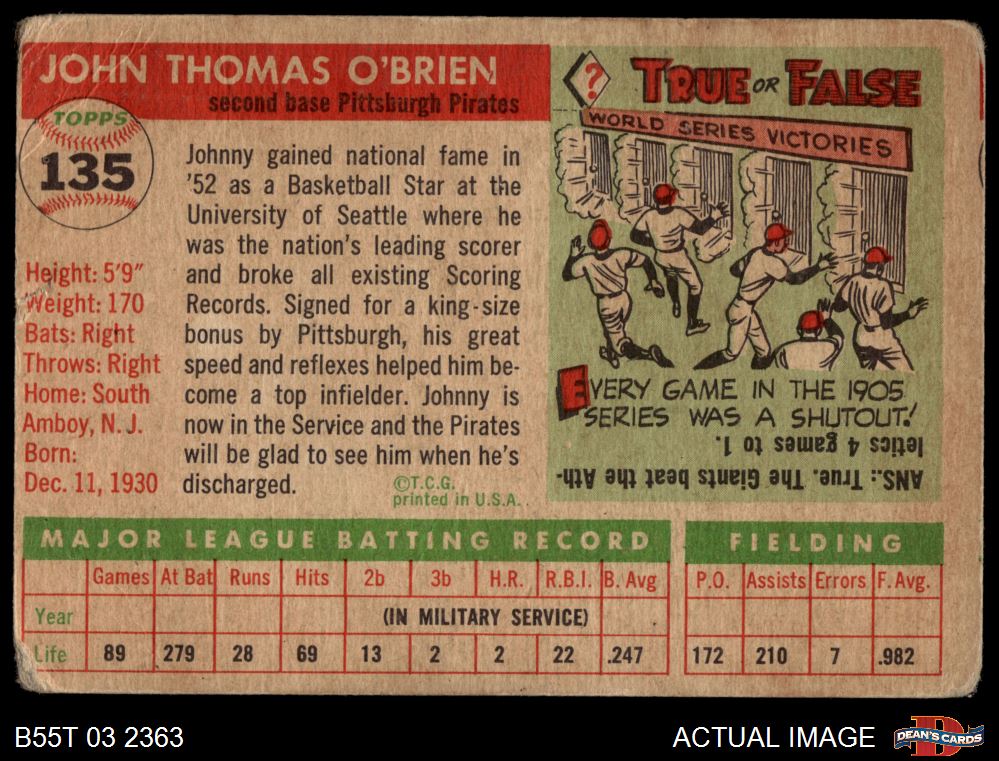 JOHN THOMAS O'BRIEN
second base Pittsburgh Pirates
TOPPS
135
Height: 5'9"
Weight: 170
Bats: Right
Throws: Right
Home: South
Amboy, N. J.
Born:
Dec. 11, 1930
Johnny gained national fame in
'52 as a Basketball Star at the
University of Seattle where he
was the nation's leading scorer
and broke all existing Scoring
Records. Signed for a king-size
bonus by Pittsburgh, his great
speed and reflexes helped him be-
come a top infielder. Johnny is
now in the Service and the Pirates
will be glad to see him when he's
discharged.
©T.C.G.
printed in U.S.A.
?
TRUE OR FALSE
WORLD SERIES VICTORIES
EVERY GAME IN THE 1905
SERIES WAS A SHUTOUT!
ANS.: True. The Giants beat the Ath-
letics 4 games to 1.
MAJOR LEAGUE BATTING RECORD
Games At Bat Runs Hits 2b 3b H.R. R.B.I. B. Avg
Year (IN MILITARY SERVICE)
Life 89 279 28 69 13 2 2 22 .247
FIELDING
P.O. Assists Errors F. Avg.
172 210 7 .982
B55T 03 2363
ACTUAL IMAGE
D
DEAN'S CARDS